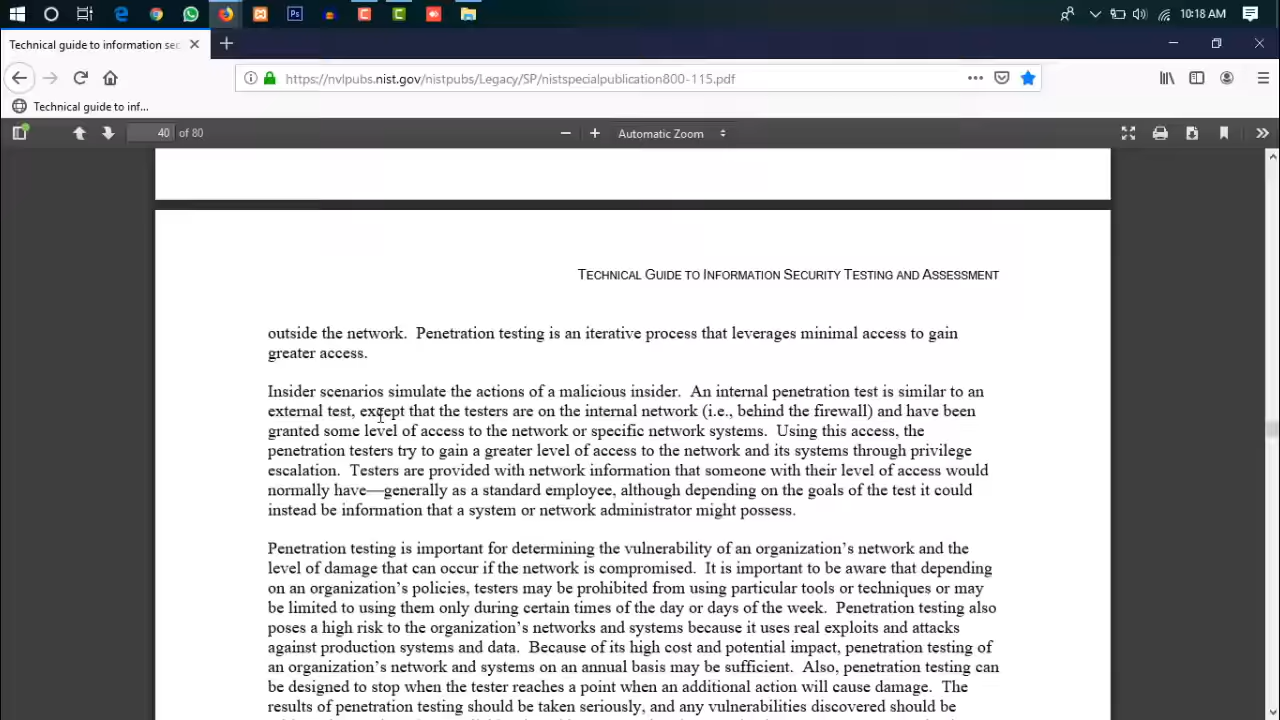 10:18 AM
Technical guide to information sec
https://nvlpubs.nist.gov/nistpubs/Legacy/SP/nistspecialpublication800-115.pdf
Technical guide to inf...
40 of 80
Automatic Zoom
TECHNICAL GUIDE TO INFORMATION SECURITY TESTING AND ASSESSMENT
outside the network. Penetration testing is an iterative process that leverages minimal access to gain
greater access.
Insider scenarios simulate the actions of a malicious insider. An internal penetration test is similar to an
external test, except that the testers are on the internal network (i.e., behind the firewall) and have been
granted some level of access to the network or specific network systems. Using this access, the
penetration testers try to gain a greater level of access to the network and its systems through privilege
escalation. Testers are provided with network information that someone with their level of access would
normally have—generally as a standard employee, although depending on the goals of the test it could
instead be information that a system or network administrator might possess.
Penetration testing is important for determining the vulnerability of an organization's network and the
level of damage that can occur if the network is compromised. It is important to be aware that depending
on an organization's policies, testers may be prohibited from using particular tools or techniques or may
be limited to using them only during certain times of the day or days of the week. Penetration testing also
poses a high risk to the organization's networks and systems because it uses real exploits and attacks
against production systems and data. Because of its high cost and potential impact, penetration testing of
an organization's network and systems on an annual basis may be sufficient. Also, penetration testing can
be designed to stop when the tester reaches a point when an additional action will cause damage. The
results of penetration testing should be taken seriously, and any vulnerabilities discovered should be